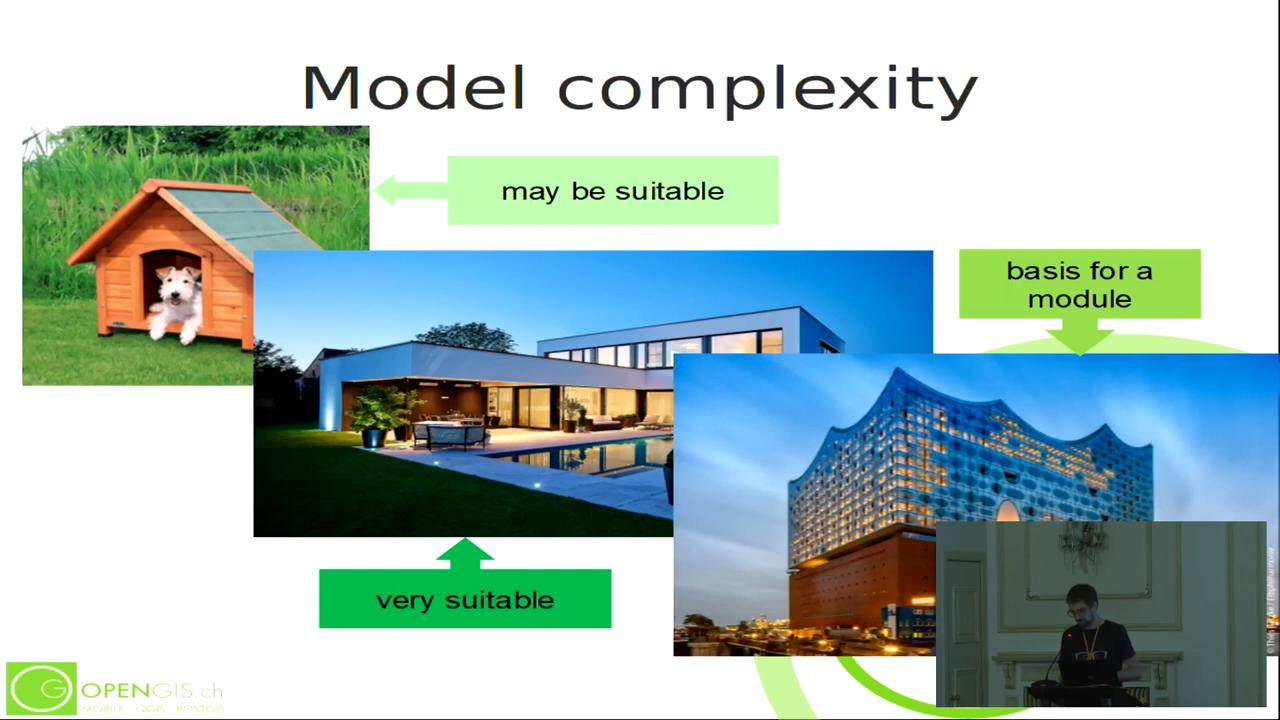 Model complexity
may be suitable
basis for a
module
very suitable
OPENGIS.ch
MOBILE · QGIS · POSTGIS